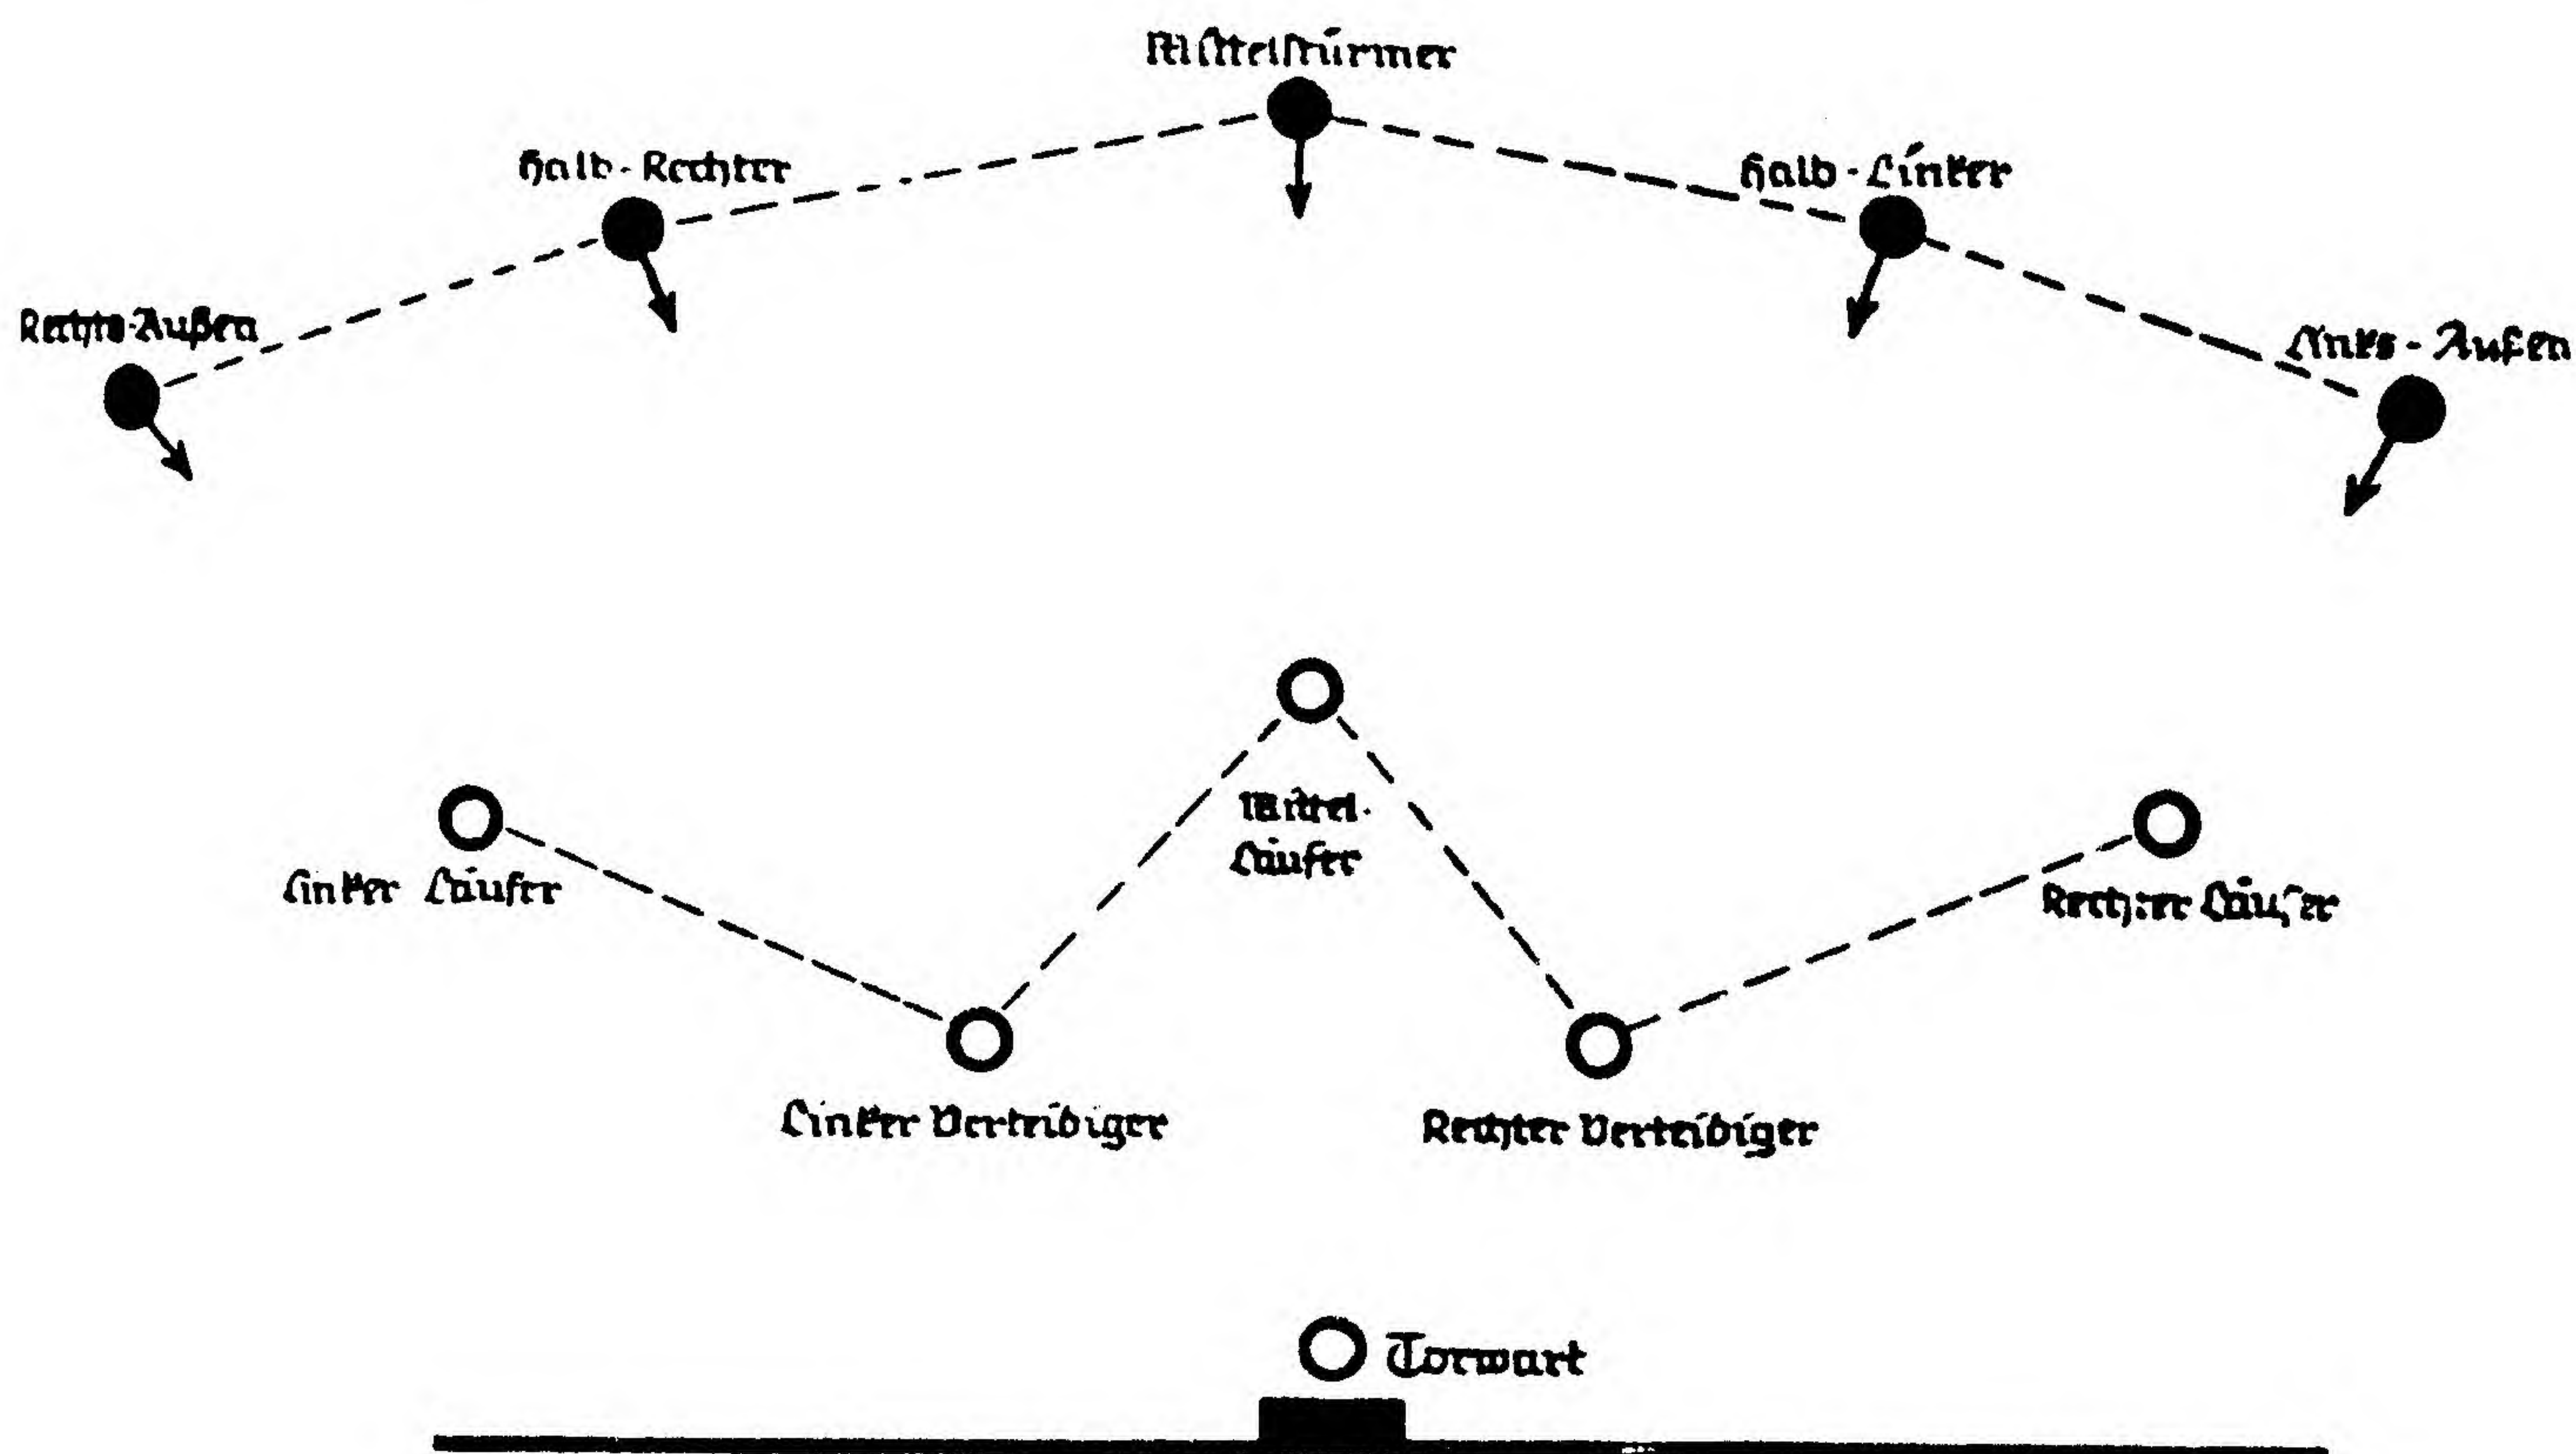 Mittelstürmer
Halb-Rechter
Halb-Linker
Rechts-Außen
Links-Außen
Mittel-
Läufer
Linker Läufer
Rechter Läufer
Linker Verteidiger
Rechter Verteidiger
Torwart